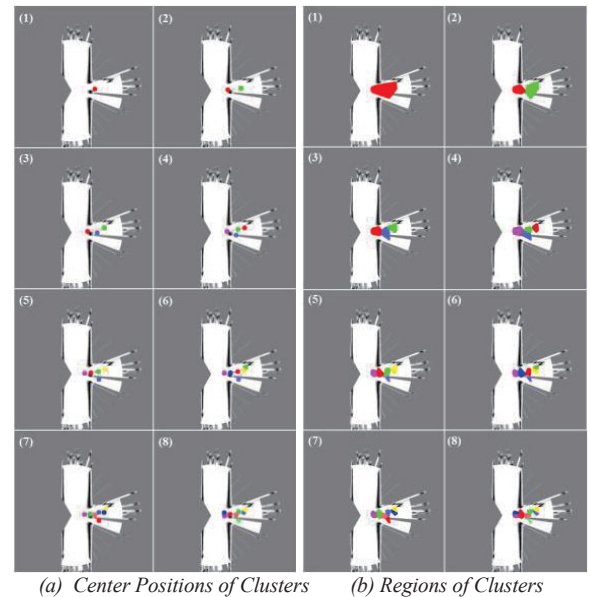 (1) (2) (1) (2)
(3) (4) (3) (4)
(5) (6) (5) (6)
(7) (8) (7) (8)
(a) Center Positions of Clusters (b) Regions of Clusters